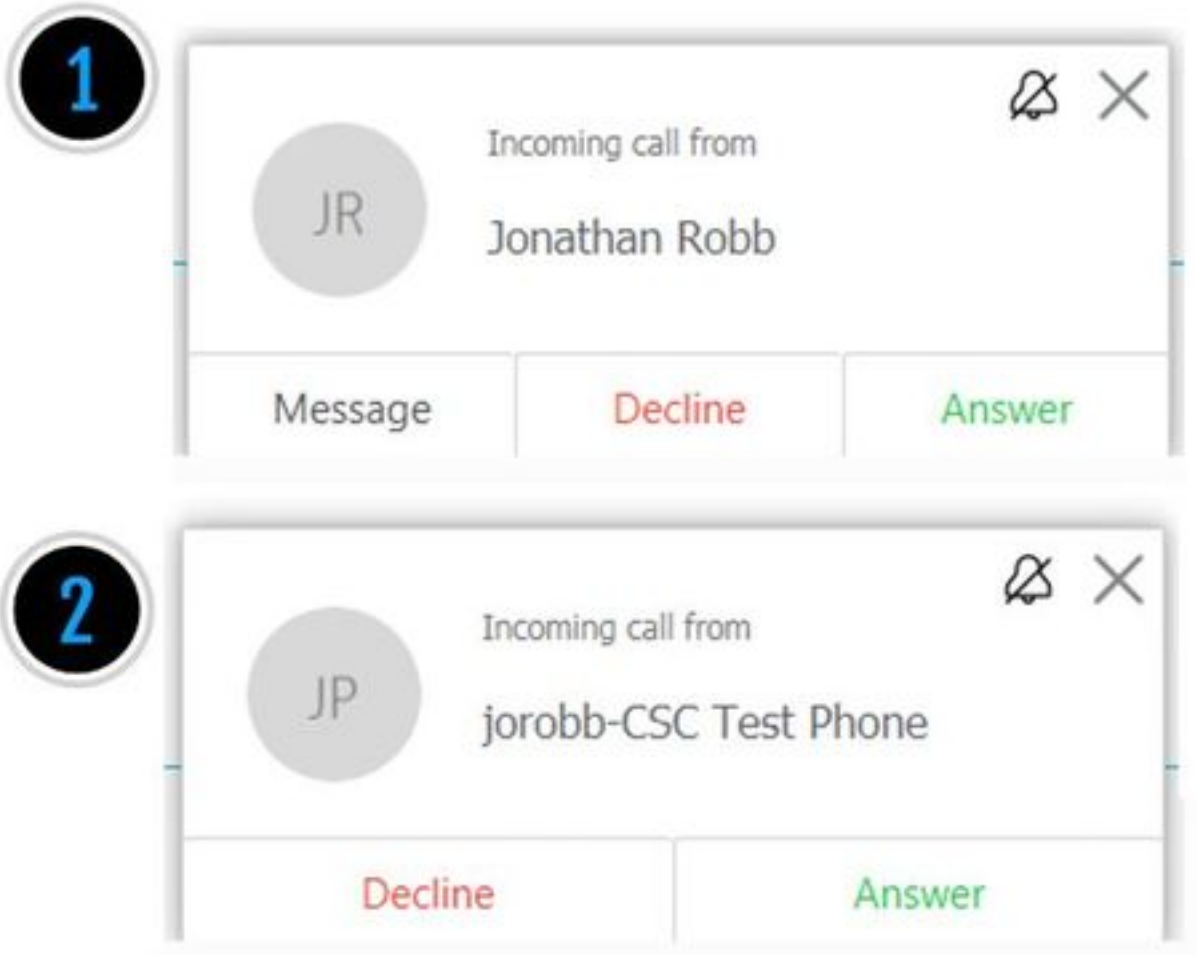 1
Incoming call from
JR
Jonathan Robb
Message Decline Answer
2
Incoming call from
JP
jorobb-CSC Test Phone
Decline Answer